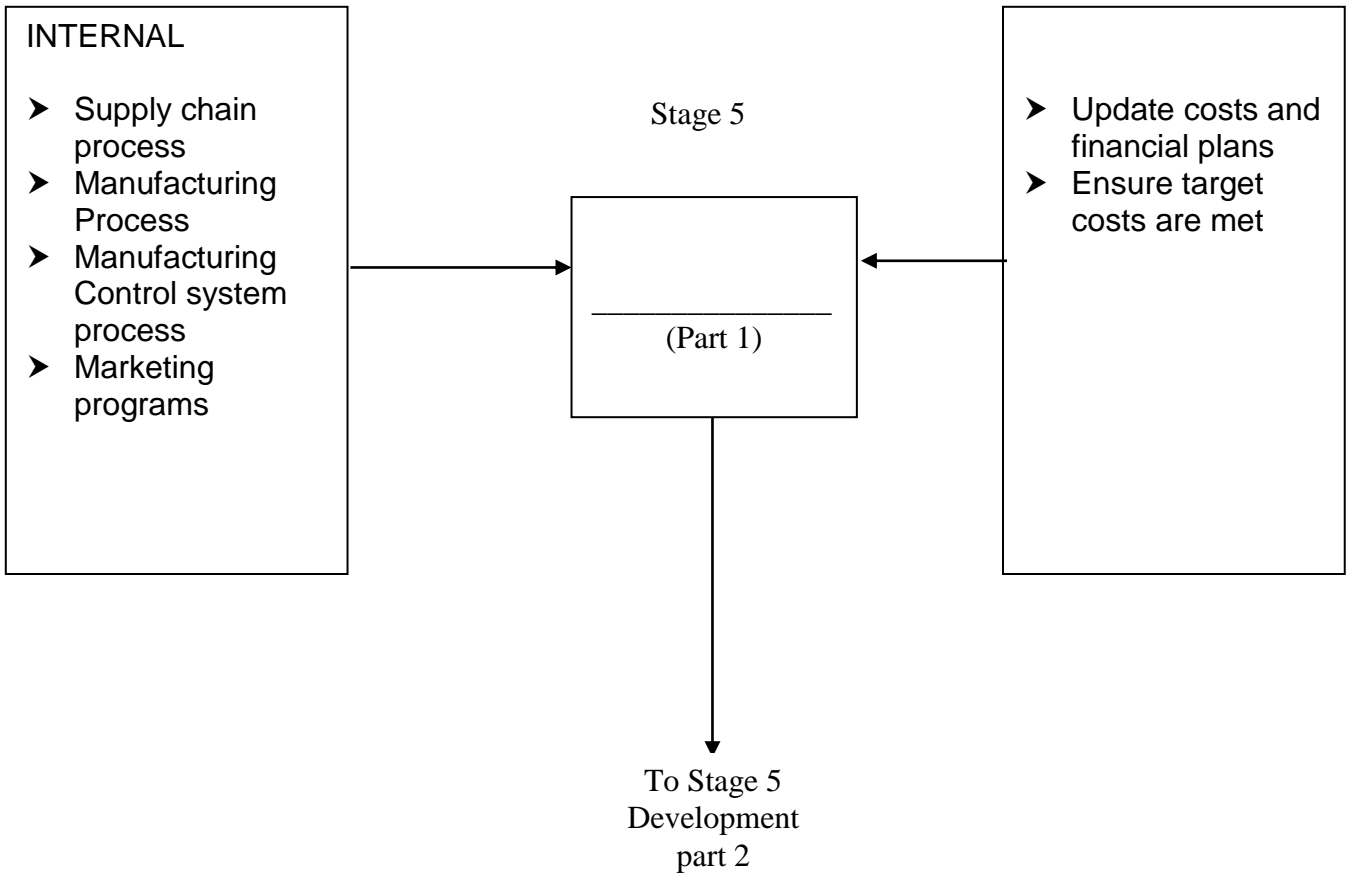 INTERNAL
➤ Supply chain
process
➤ Manufacturing
Process
➤ Manufacturing
Control system
process
➤ Marketing
programs
Stage 5
_______________
(Part 1)
➤ Update costs and
financial plans
➤ Ensure target
costs are met
To Stage 5
Development
part 2